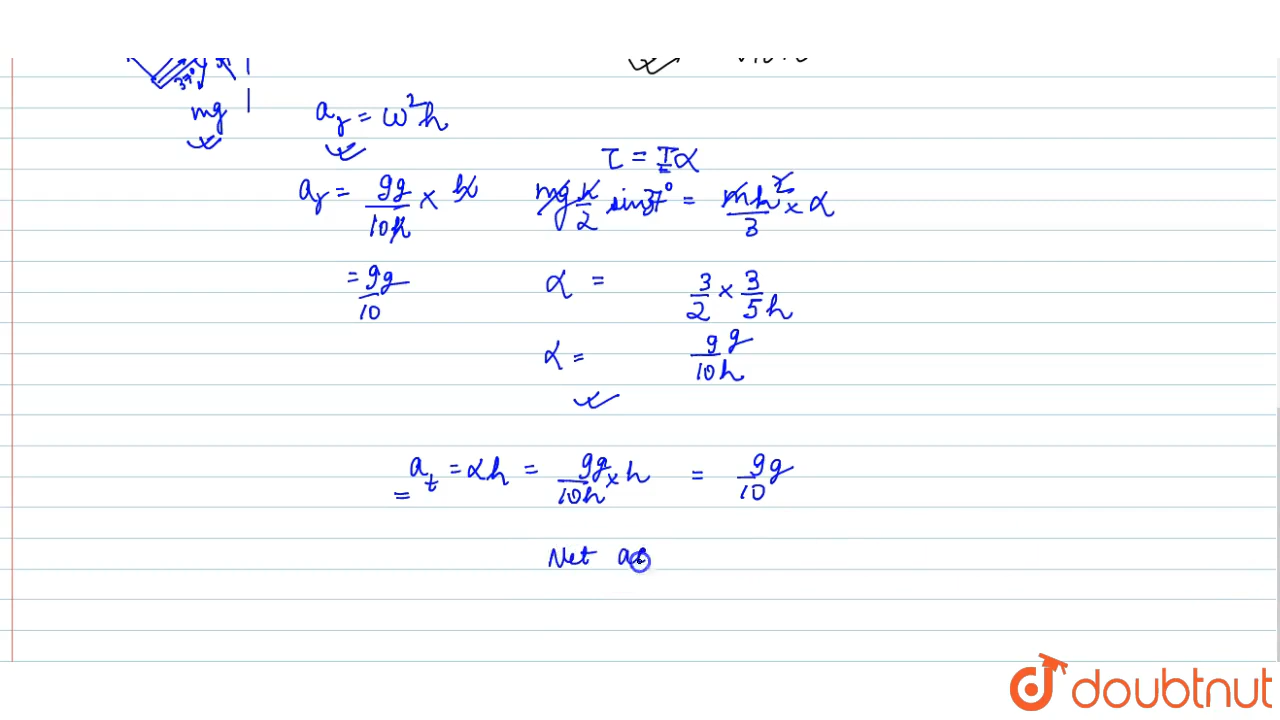 37°
mg
a_r = ω²h
τ = Iα
a_r = 9g/10h × h
mg h/2 sin37° = mh²/3 × α
= 9g/10
α = 3/2 × 3/5h
α = 9g/10h
a_t = αh = 9g/10h × h = 9g/10
Net
doubtnut